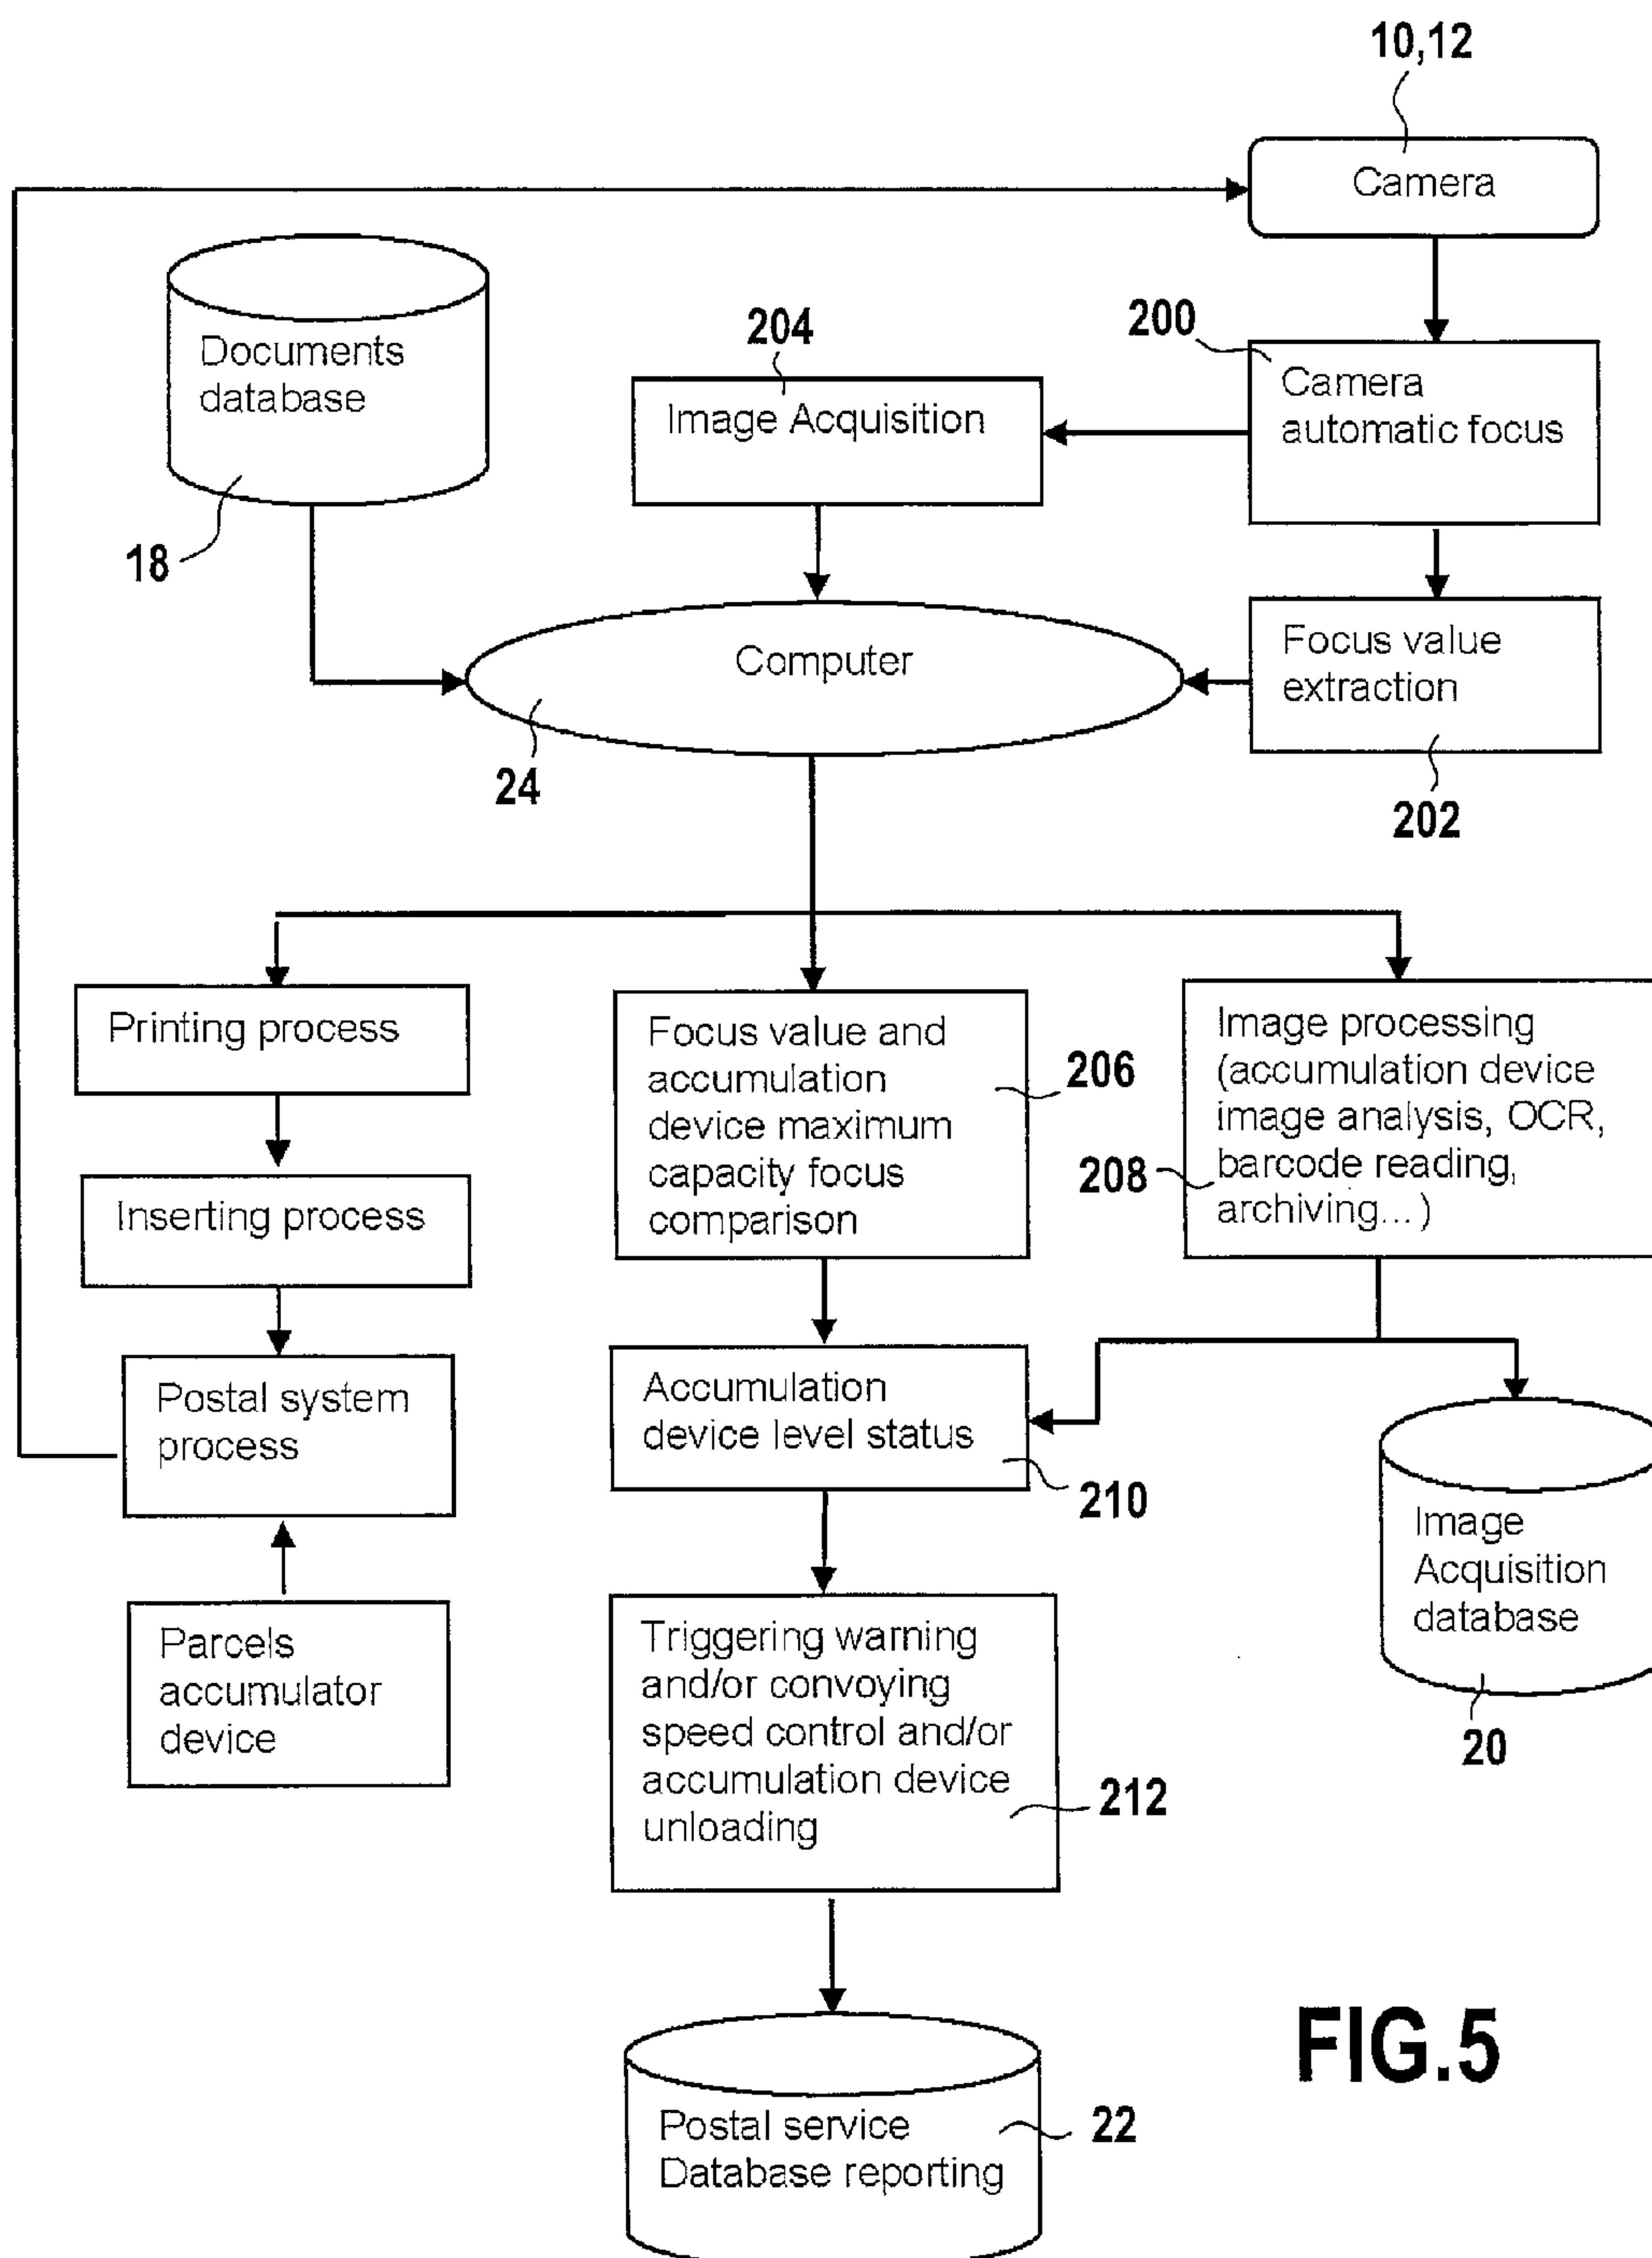 10,12
Camera
Documents
database
18
204
Image Acquisition
200
Camera
automatic focus
Computer
24
Focus value
extraction
202
Printing process
Inserting process
Postal system
process
Parcels
accumulator
device
Focus value and
accumulation
device maximum
capacity focus
comparison
206
Image processing
(accumulation device
image analysis, OCR,
barcode reading,
archiving...)
208
Accumulation
device level status
210
Image
Acquisition
database
20
Triggering warning
and/or convoying
speed control and/or
accumulation device
unloading
212
Postal service
Database reporting
22
FIG.5